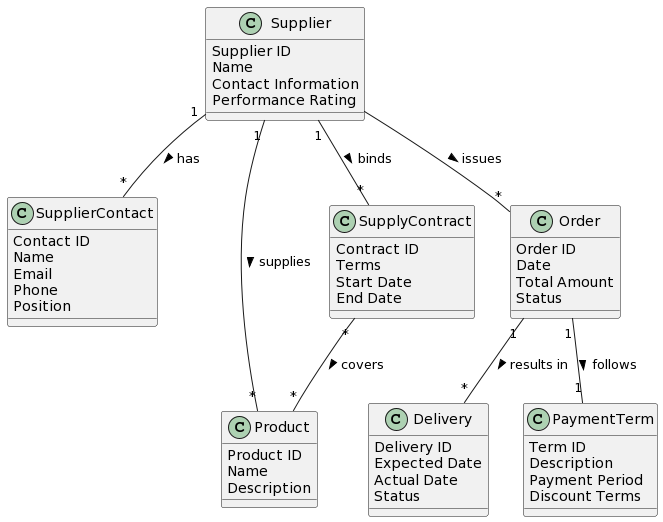 C Supplier
Supplier ID
Name
Contact Information
Performance Rating
1
1
1
has
binds
issues
*
*
*
C SupplierContact
Contact ID
Name
Email
Phone
Position
C SupplyContract
Contract ID
Terms
Start Date
End Date
C Order
Order ID
Date
Total Amount
Status
supplies
*
1
1
covers
results in
follows
*
*
*
1
C Product
Product ID
Name
Description
C Delivery
Delivery ID
Expected Date
Actual Date
Status
C PaymentTerm
Term ID
Description
Payment Period
Discount Terms